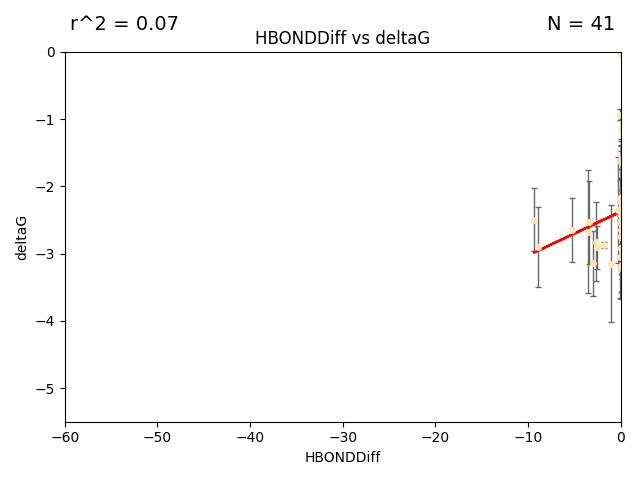 r^2 = 0.07
N = 41
HBONDDiff vs deltaG
deltaG
0
−1
−2
−3
−4
−5
−60
−50
−40
−30
−20
−10
0
HBONDDiff